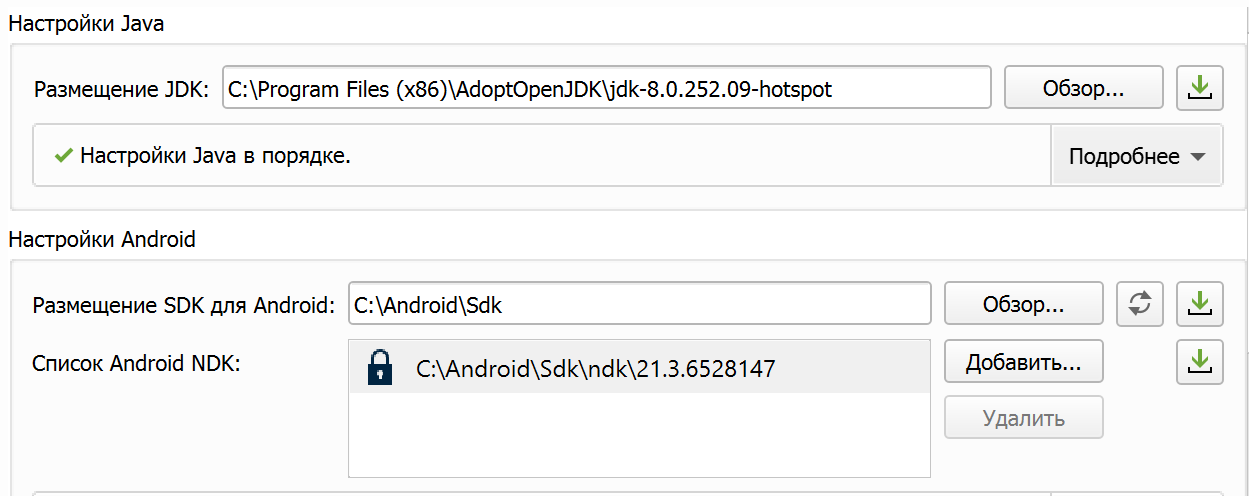 Настройки Java
Размещение JDK: C:\Program Files (x86)\AdoptOpenJDK\jdk-8.0.252.09-hotspot Обзор...
Настройки Java в порядке. Подробнее
Настройки Android
Размещение SDK для Android: C:\Android\Sdk Обзор...
Список Android NDK: C:\Android\Sdk\ndk\21.3.6528147 Добавить...
Удалить